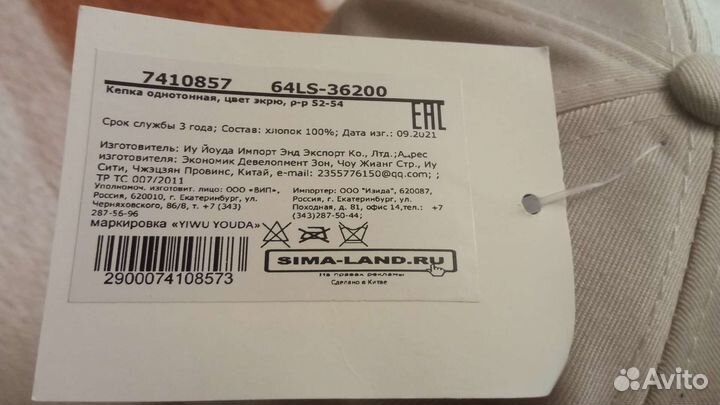 7410857 64LS-36200
Кепка однотонная, цвет экрю, р-р 52-54
EAC
Срок службы 3 года; Состав: хлопок 100%; Дата изг.: 09.2021
Изготовитель: Иу Йоуда Импорт Энд Экспорт Ко., Лтд.;Адрес
изготовителя: Экономик Девелопмент Зон, Чоу Жианг Стр., Иу
Сити, Чжэцзян Провинс, Китай, e-mail: 2355776150@qq.com; ;
ТР ТС 007/2011
Уполномоч. изготовит. лицо: ООО «ВИП»,
Россия, 620010, г. Екатеринбург, ул.
Черняховского, 86/8, т. +7 (343)
287-56-96
Импортер: ООО «Изида», 620087,
Россия, г. Екатеринбург, ул.
Походная, д. 81, офис 14,тел.: +7
(343)287-50-44;
маркировка «YIWU YOUDA»
2900074108573
SIMA-LAND.RU
На правах рекламы
Сделано в Китае
Avito